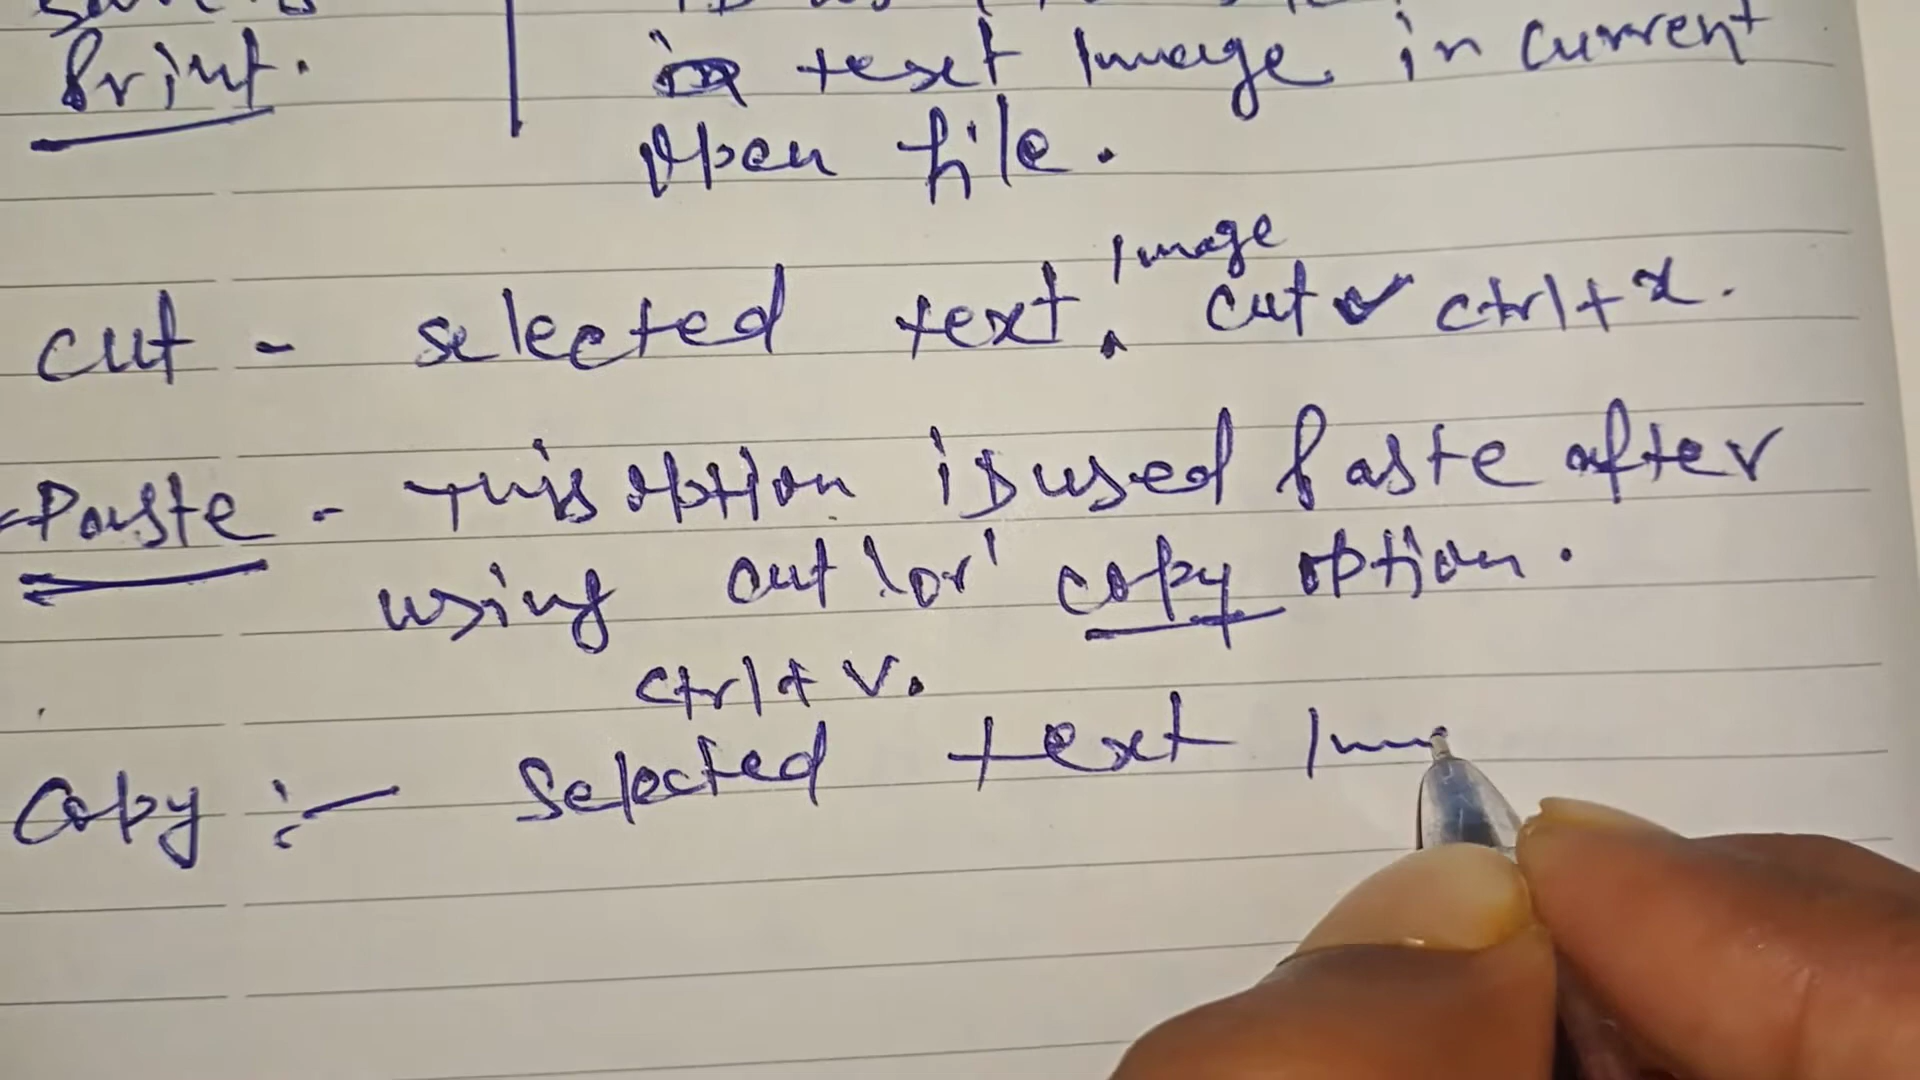 Print.
text Image in current
open file.
Image
cut - selected text. cut ctrl+x.
Paste - This option is used Paste after
using cut 'or' copy option.
ctrl+v.
Copy :- Selected text Im